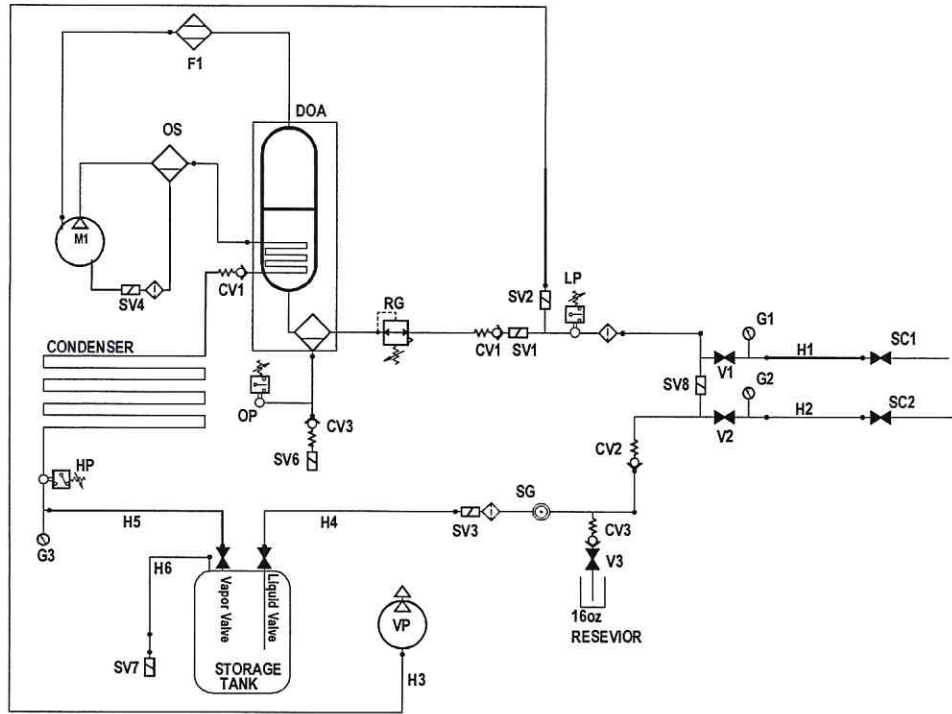 F1
DOA
OS
M1
SV4
CV1
SV2
LP
RG
G1
SC1
CONDENSER
CV1
SV1
V1
H1
SV8
G2
OP
CV3
H2
SC2
V2
SV6
CV2
HP
SG
H5
H4
SV3
CV3
G3
H6
V3
Vapor Valve
Liquid Valve
16oz
RESEVIOR
VP
SV7
STORAGE
TANK
H3